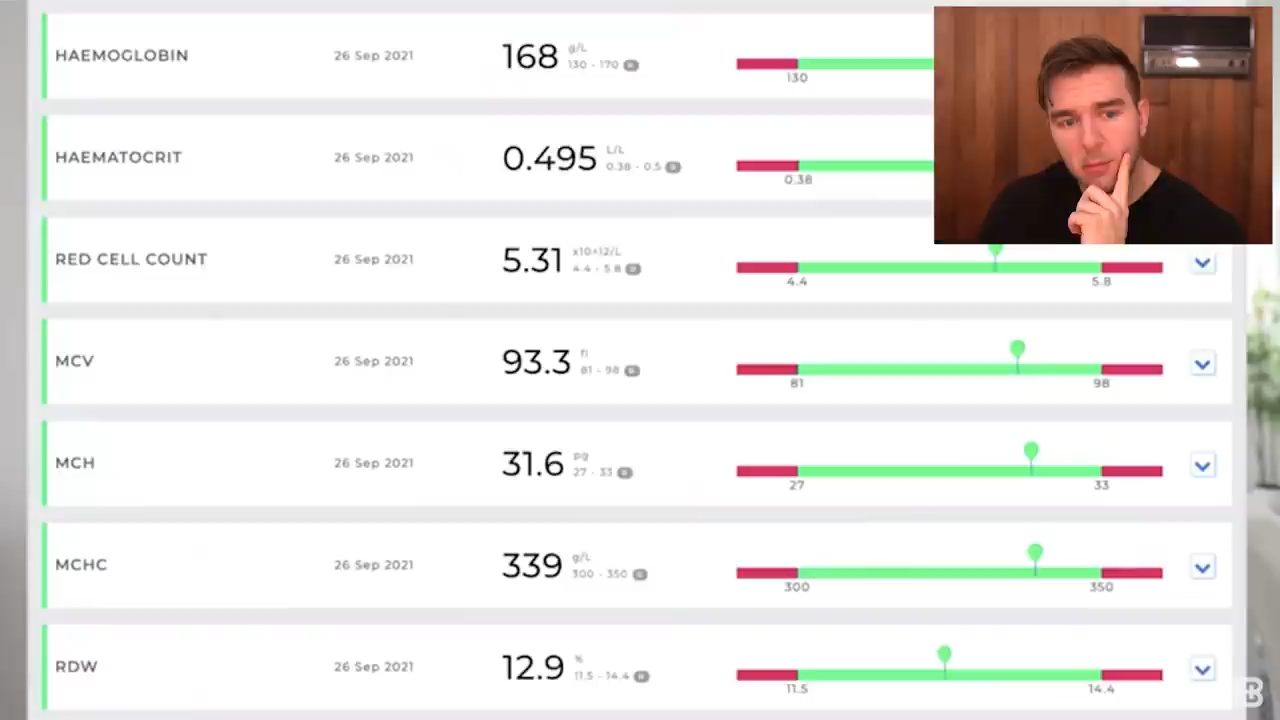 HAEMOGLOBIN 26 Sep 2021 168 g/L
130 - 170
130
HAEMATOCRIT 26 Sep 2021 0.495 L/L
0.38 - 0.5
0.38
RED CELL COUNT 26 Sep 2021 5.31 x10^12/L
4.4 - 5.8
4.4 5.8
MCV 26 Sep 2021 93.3 fl
81 - 98
81 98
MCH 26 Sep 2021 31.6 pg
27 - 33
27 33
MCHC 26 Sep 2021 339 g/L
300 - 350
300 350
RDW 26 Sep 2021 12.9 %
11.5 - 14.4
11.5 14.4